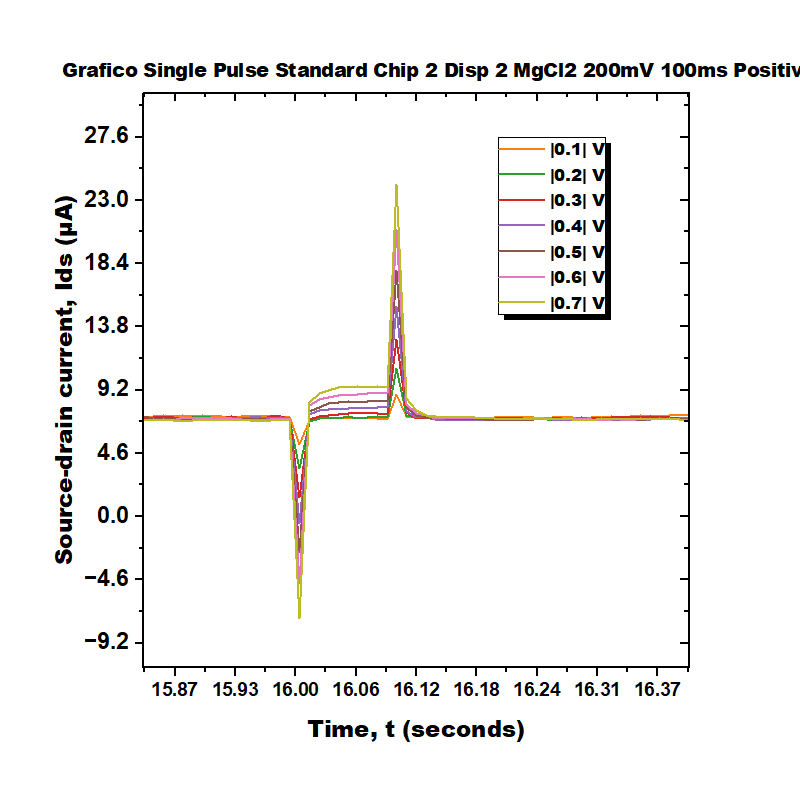 Grafico Single Pulse Standard Chip 2 Disp 2 MgCl2 200mV 100ms Positiv
27.6
23.0
18.4
13.8
9.2
4.6
0.0
−4.6
−9.2
Source-drain current, Ids (µA)
|0.1| V
|0.2| V
|0.3| V
|0.4| V
|0.5| V
|0.6| V
|0.7| V
15.87 15.93 16.00 16.06 16.12 16.18 16.24 16.31 16.37
Time, t (seconds)